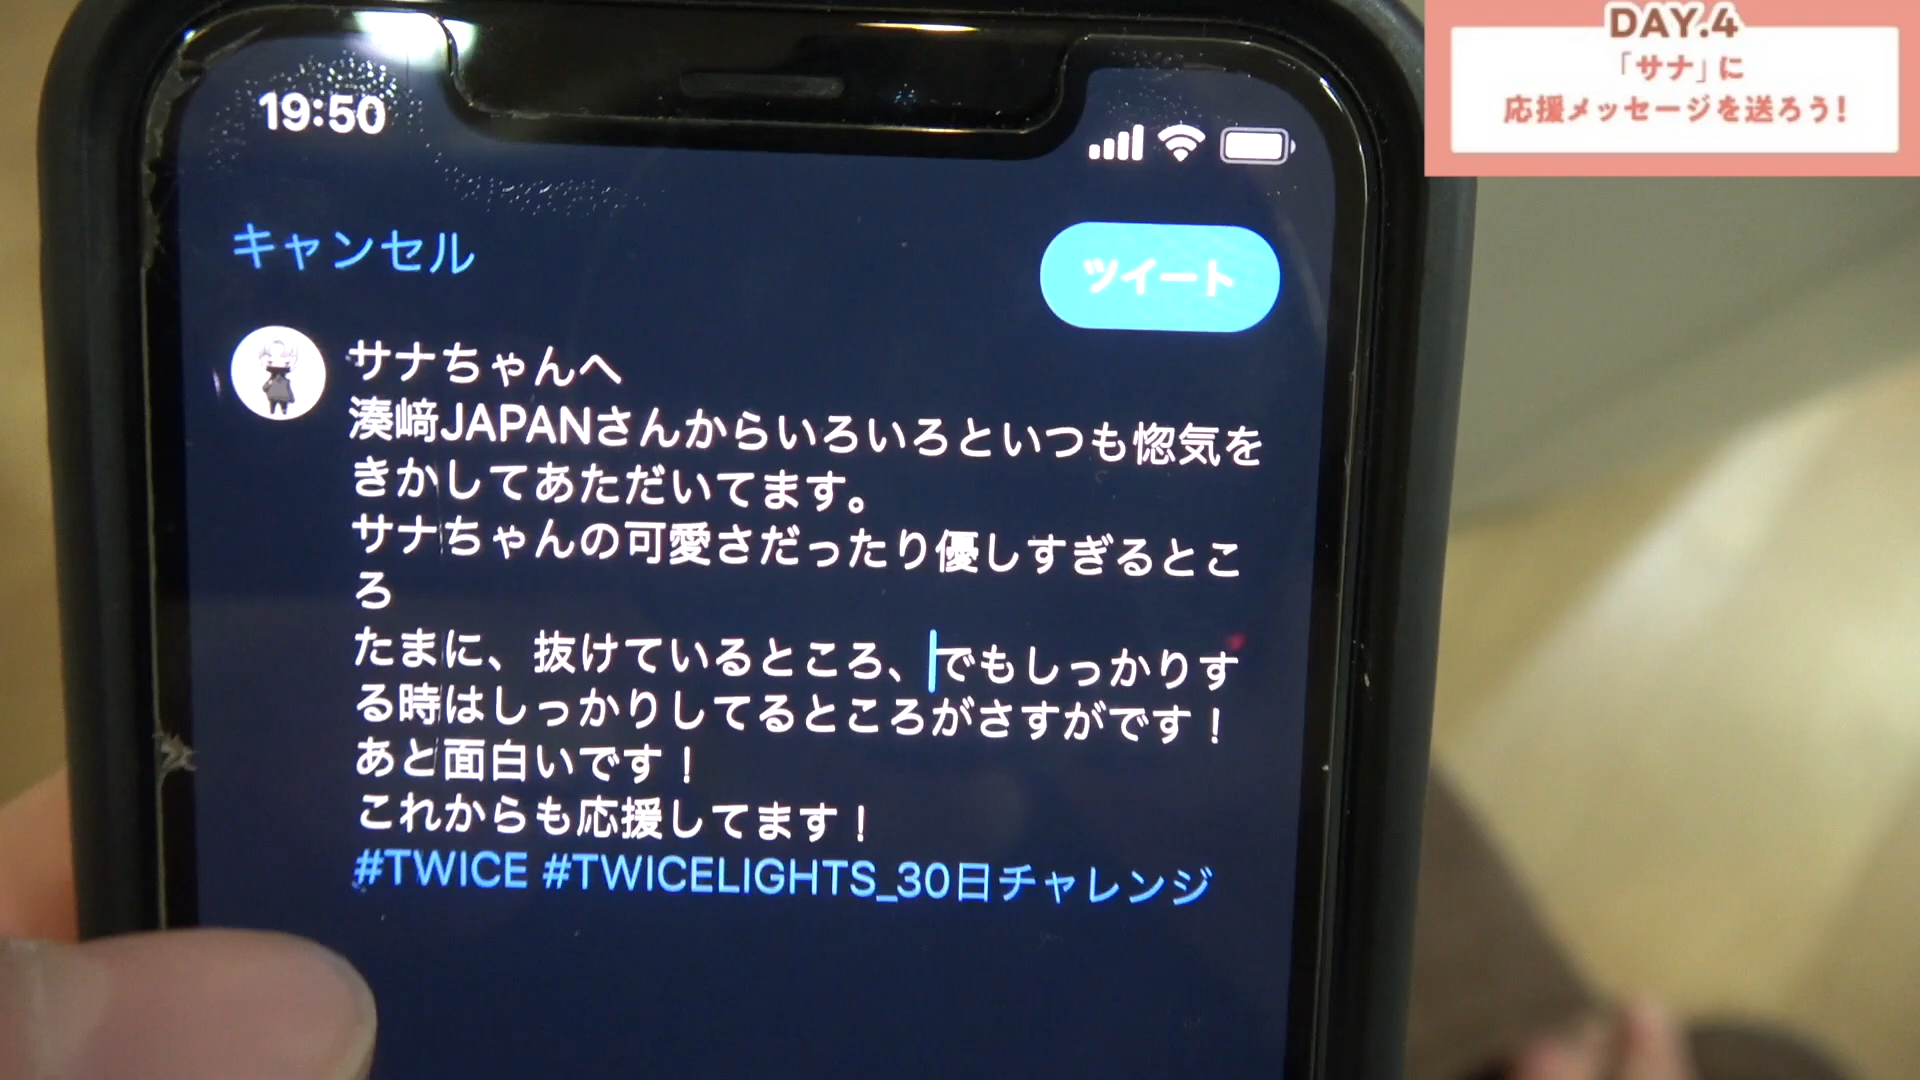 DAY.4
「サナ」に
応援メッセージを送ろう!
19:50
キャンセル
ツイート
サナちゃんへ
湊﨑JAPANさんからいろいろといつも惚気を
きかしてあただいてます。
サナちゃんの可愛さだったり優しすぎるとこ
ろ
たまに、抜けているところ、でもしっかりす
る時はしっかりしてるところがさすがです！
あと面白いです！
これからも応援してます！
#TWICE #TWICELIGHTS_30日チャレンジ